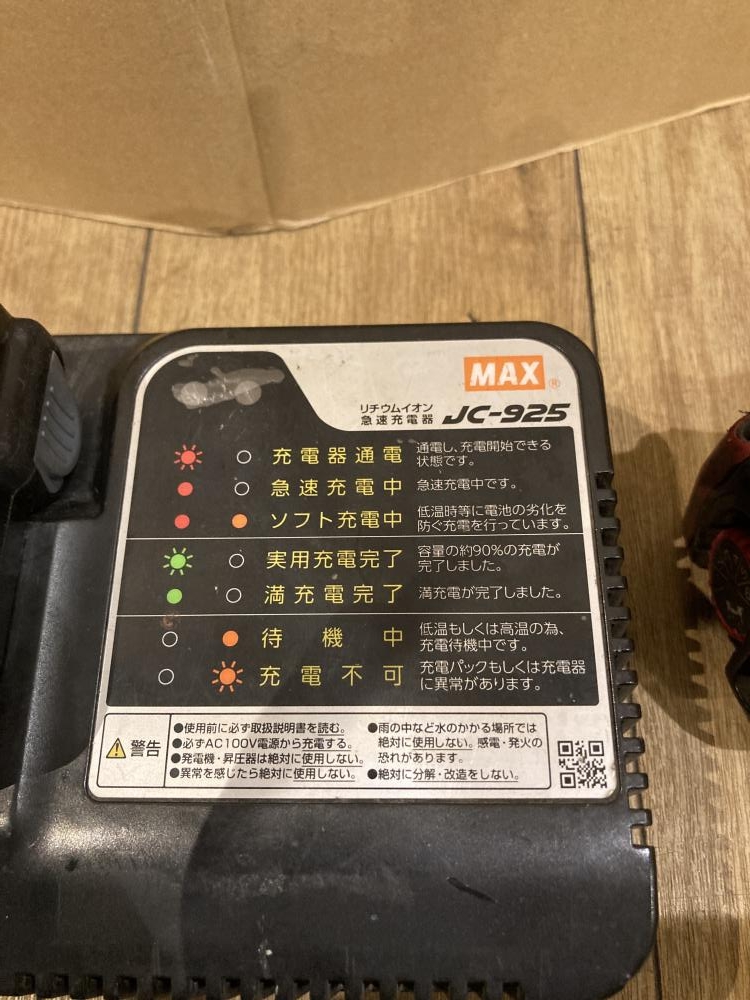 MAX®
リチウムイオン
急速充電器 JC-925
充電器通電 通電し、充電開始できる
状態です。
急速充電中 急速充電中です。
ソフト充電中 低温時等に電池の劣化を
防ぐ充電を行っています。
実用充電完了 容量の約90%の充電が
完了しました。
満充電完了 満充電が完了しました。
待機中 低温もしくは高温の為、
充電待機中です。
充電不可 充電パックもしくは充電器
に異常があります。
警告
●使用前に必ず取扱説明書を読む。
●必ずAC100V電源から充電する。
●発電機・昇圧器は絶対に使用しない。
●異常を感じたら絶対に使用しない。
●雨の中など水のかかる場所では
絶対に使用しない。感電・発火の
恐れがあります。
●絶対に分解・改造をしない。